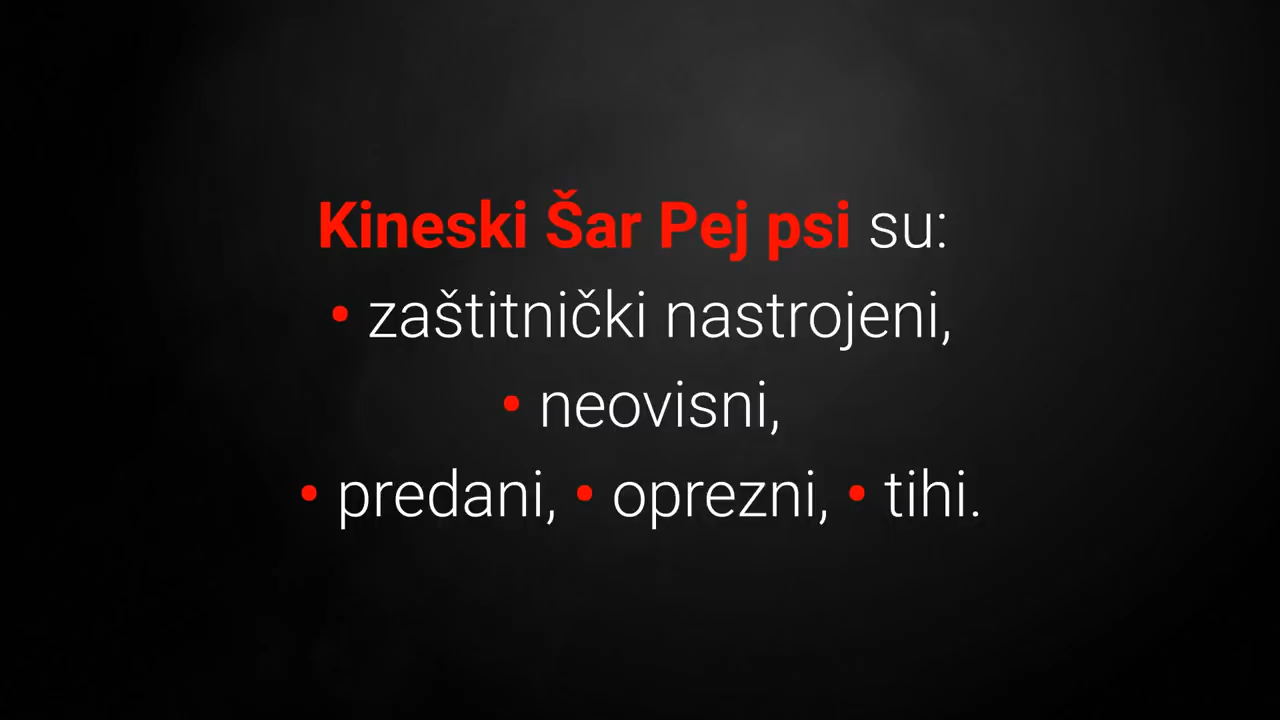 Kineski Šar Pej psi su:
• zaštitnički nastrojeni,
• neovisni,
• predani, • oprezni, • tihi.